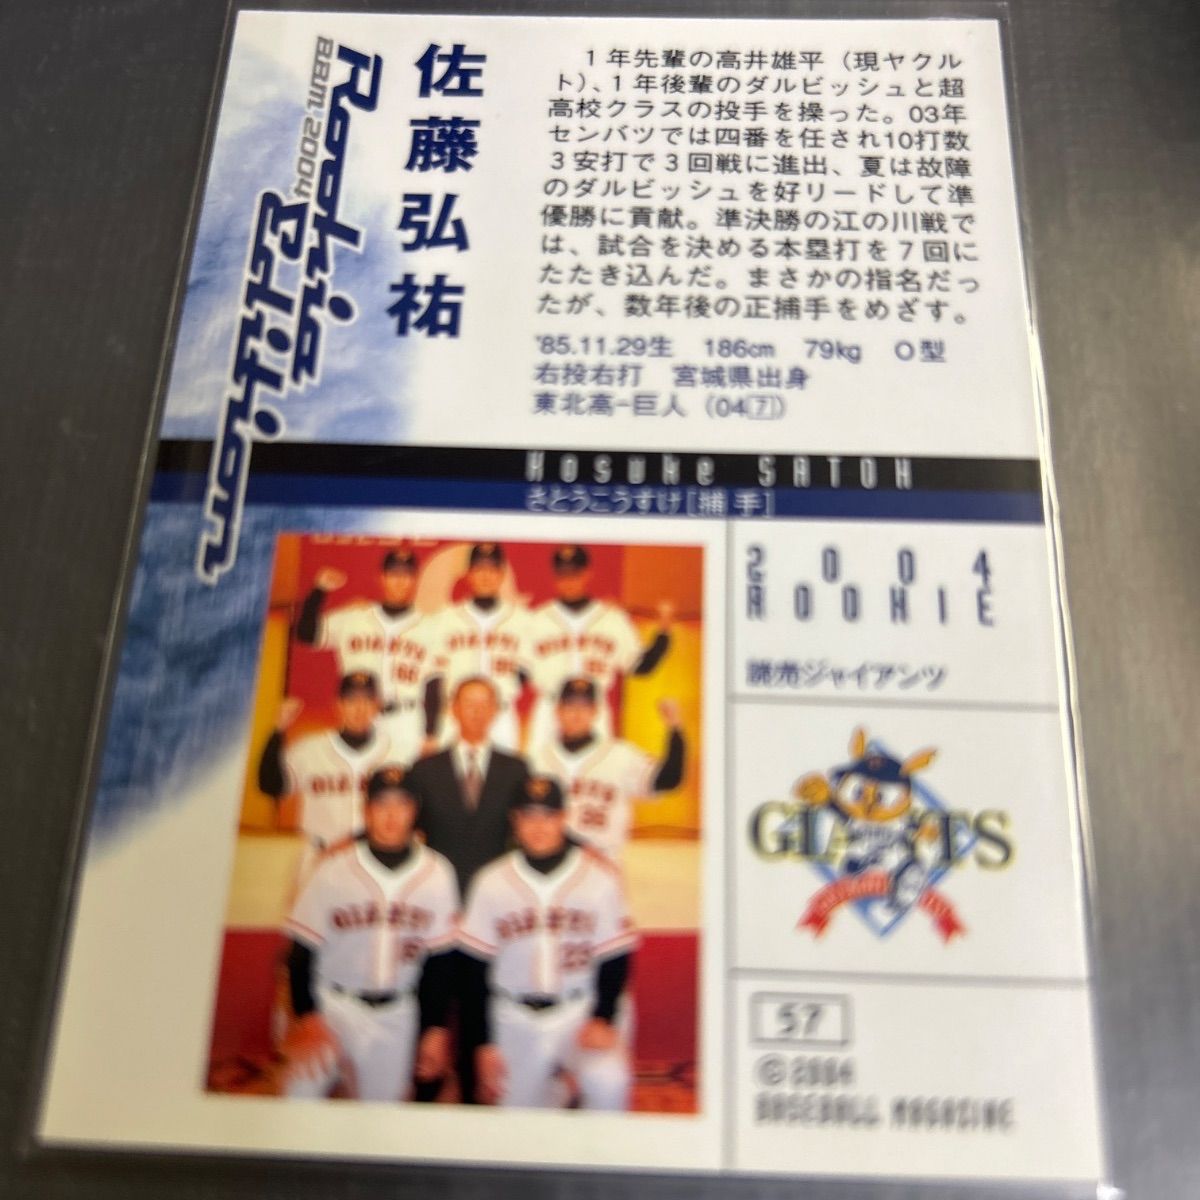 佐藤弘祐
BBM 2004
Rookie
Edition
1年先輩の高井雄平（現ヤクル
ト）、1年後輩のダルビッシュと超
高校クラスの投手を操った。03年
センバツでは四番を任され10打数
3安打で3回戦に進出、夏は故障
のダルビッシュを好リードして準
優勝に貢献。準決勝の江の川戦で
は、試合を決める本塁打を7回に
たたき込んだ。まさかの指名だっ
たが、数年後の正捕手をめざす。
'85.11.29生 186cm 79kg O型
右投右打 宮城県出身
東北高－巨人（04[7]）
Kosuke SATOH
さとうこうすけ[捕手]
2004
ROOKIE
読売ジャイアンツ
GIANTS
57
© 2004
BASEBALL MAGAZINE